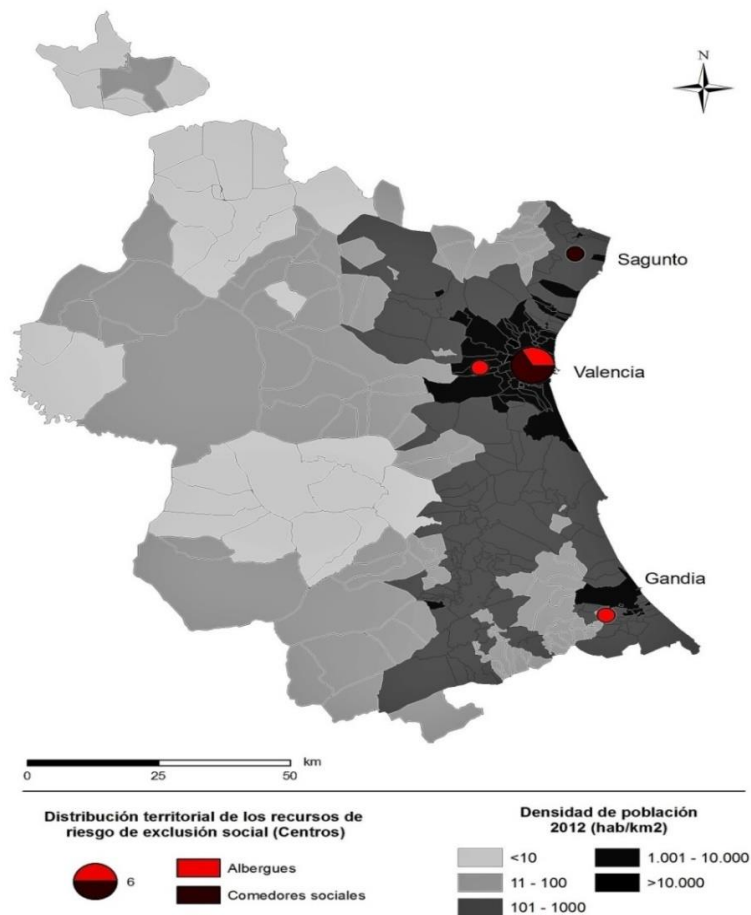 N
Sagunto
Valencia
Gandia
km
0 25 50
Distribución territorial de los recursos de
riesgo de exclusión social (Centros)
6
Albergues
Comedores sociales
Densidad de población
2012 (hab/km2)
<10
11 - 100
101 - 1000
1.001 - 10.000
>10.000